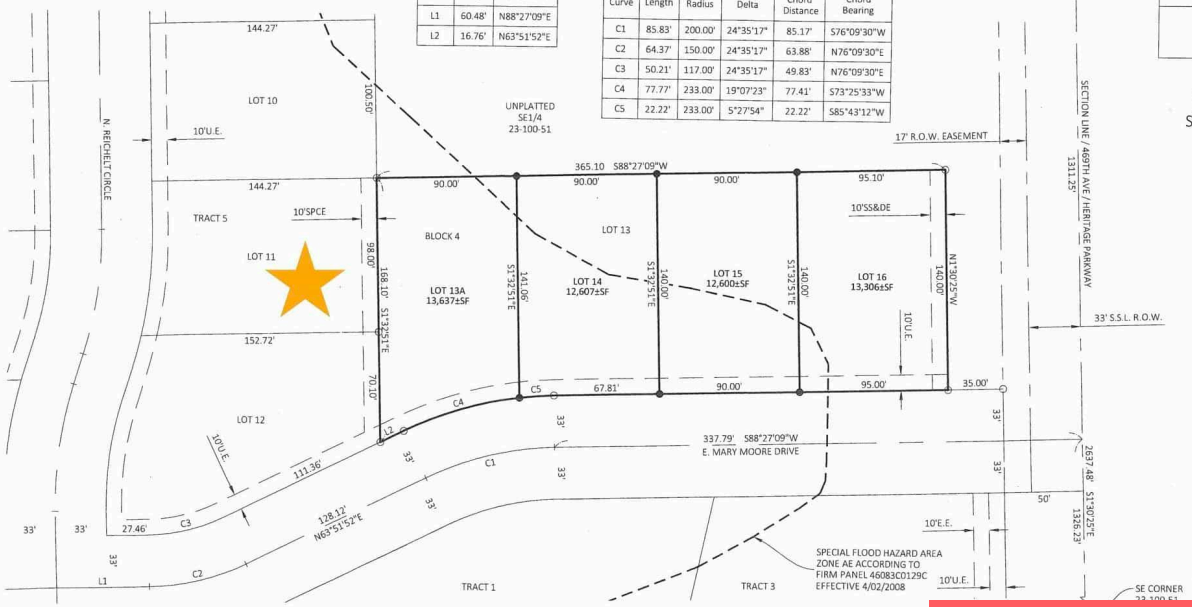 L1 60.48' N88°27'09"E
L2 16.76' N63°51'52"E
Curve Length Radius Delta Chord Distance Chord Bearing
C1 85.83' 200.00' 24°35'17" 85.17' S76°09'30"W
C2 64.37' 150.00' 24°35'17" 63.88' N76°09'30"E
C3 50.21' 117.00' 24°35'17" 49.83' N76°09'30"E
C4 77.77' 233.00' 19°07'23" 77.41' S73°25'33"W
C5 22.22' 233.00' 5°27'54" 22.22' S85°43'12"W
144.27'
LOT 10
100.50'
UNPLATTED
SE1/4
23-100-51
10'U.E.
N. REICHELT CIRCLE
17' R.O.W. EASEMENT
S
SECTION LINE / 469TH AVE / HERITAGE PARKWAY
1311.25'
365.10 S88°27'09"W
144.27'
90.00'
90.00'
90.00'
95.10'
TRACT 5
10'SPCE
10'SS&DE
BLOCK 4
LOT 13
LOT 11
98.00'
168.10' S1°32'51"E
LOT 13A
13,637±SF
S1°32'51"E
141.06'
LOT 14
12,607±SF
S1°32'51"E
140.00'
LOT 15
12,600±SF
S1°32'51"E
140.00'
LOT 16
13,306±SF
N1°30'25"W
140.00'
10'U.E.
33' S.S.L. R.O.W.
152.72'
70.10'
C4
C5
67.81'
90.00'
95.00'
35.00'
LOT 12
L2
33'
33'
10'U.E.
111.36'
33'
C1
337.79' S88°27'09"W
E. MARY MOORE DRIVE
33'
33'
33'
128.12'
N63°51'52"E
2637.48' S1°30'25"E
1326.23'
50'
33'
33'
27.46'
C3
33'
10'E.E.
L1
C2
TRACT 1
TRACT 3
SPECIAL FLOOD HAZARD AREA
ZONE AE ACCORDING TO
FIRM PANEL 46083C0129C
EFFECTIVE 4/02/2008
10'U.E.
SE CORNER
23-100-51